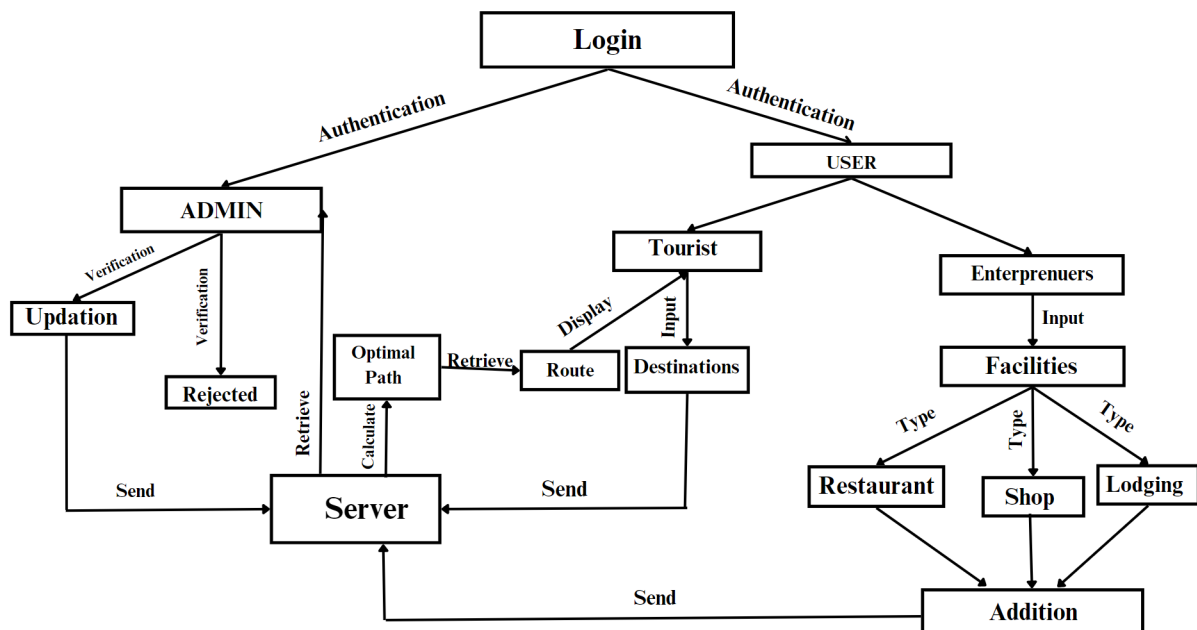 Login
Authentication
Authentication
USER
ADMIN
Tourist
Enterprenuers
Verification
Verification
Updation
Rejected
Retrieve
Display
Input
Input
Optimal
Path
Retrieve
Route
Destinations
Facilities
Calculate
Type
Type
Type
Restaurant
Shop
Lodging
Send
Server
Send
Send
Addition